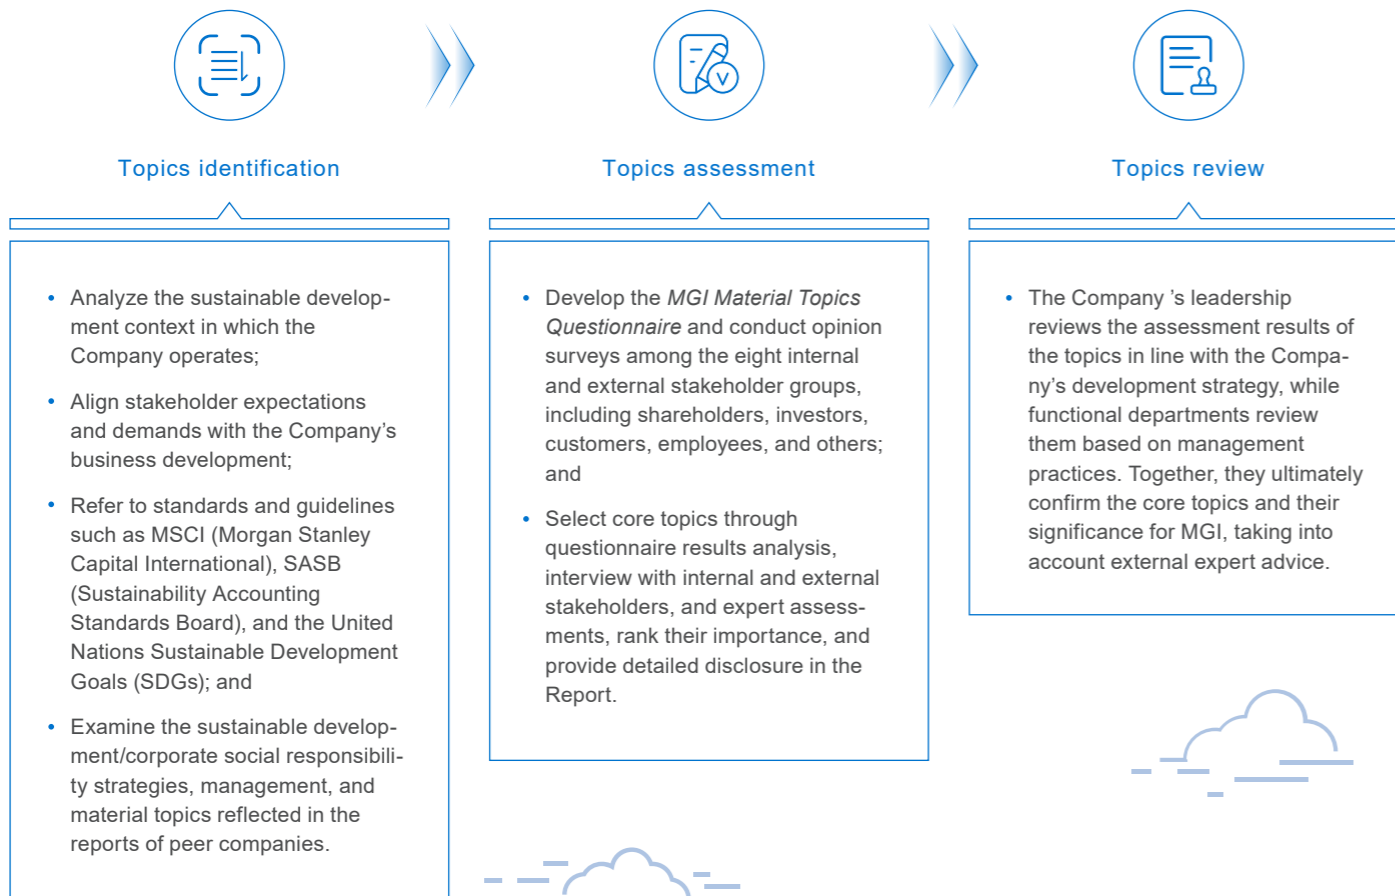 Topics identification
• Analyze the sustainable develop-
ment context in which the
Company operates;
• Align stakeholder expectations
and demands with the Company's
business development;
• Refer to standards and guidelines
such as MSCI (Morgan Stanley
Capital International), SASB
(Sustainability Accounting
Standards Board), and the United
Nations Sustainable Development
Goals (SDGs); and
• Examine the sustainable develop-
ment/corporate social responsibili-
ty strategies, management, and
material topics reflected in the
reports of peer companies.
Topics assessment
• Develop the MGI Material Topics
Questionnaire and conduct opinion
surveys among the eight internal
and external stakeholder groups,
including shareholders, investors,
customers, employees, and others;
and
• Select core topics through
questionnaire results analysis,
interview with internal and external
stakeholders, and expert assess-
ments, rank their importance, and
provide detailed disclosure in the
Report.
Topics review
• The Company 's leadership
reviews the assessment results of
the topics in line with the Compa-
ny's development strategy, while
functional departments review
them based on management
practices. Together, they ultimately
confirm the core topics and their
significance for MGI, taking into
account external expert advice.